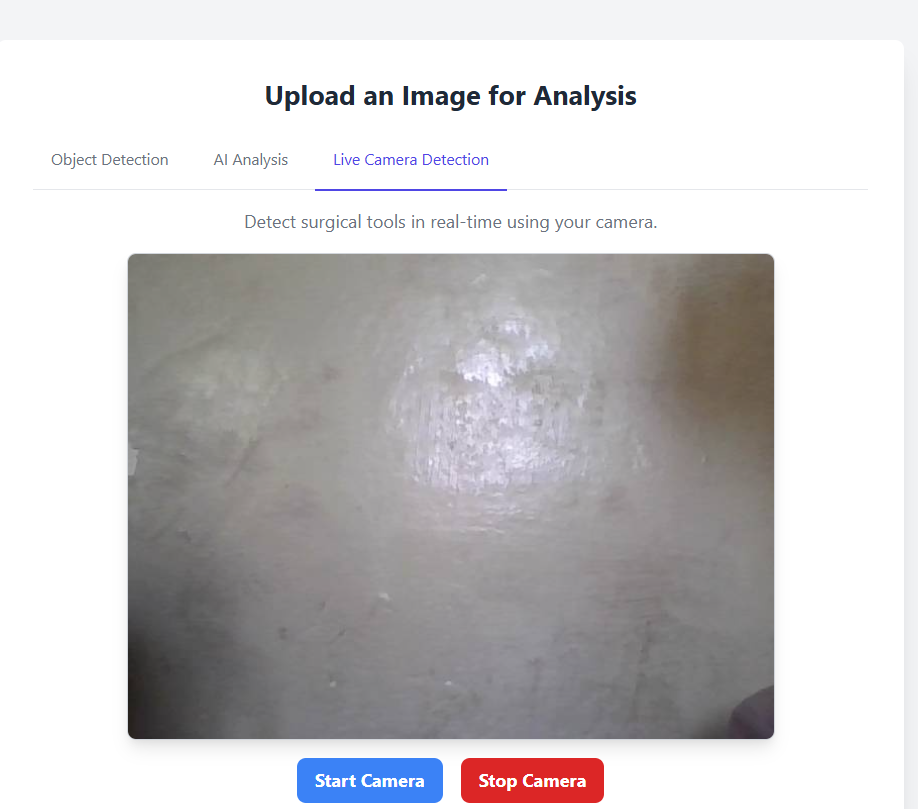 Upload an Image for Analysis
Object Detection AI Analysis Live Camera Detection
Detect surgical tools in real-time using your camera.
Start Camera Stop Camera